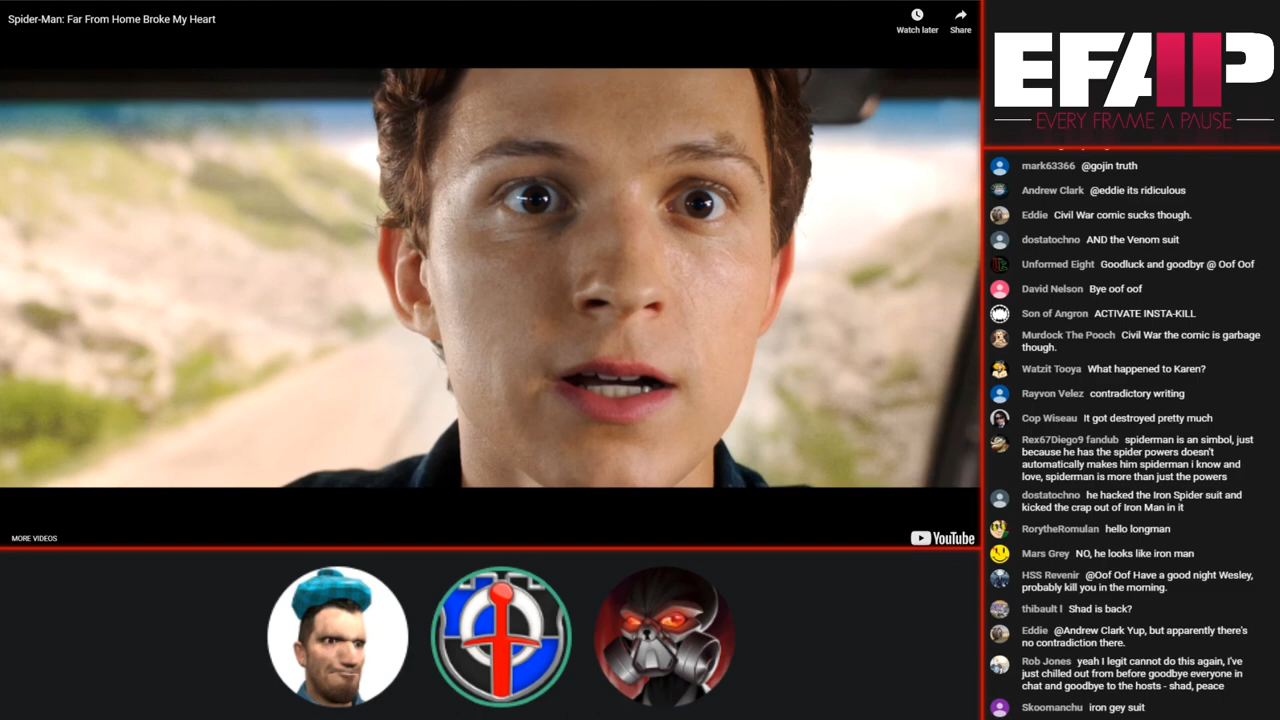 Spider-Man: Far From Home Broke My Heart
Watch later
Share
MORE VIDEOS
YouTube
EFAP
EVERY FRAME A PAUSE
mark63366 @gojin truth
Andrew Clark @eddie its ridiculous
Eddie Civil War comic sucks though.
dostatochno AND the Venom suit
Unformed Eight Goodluck and goodbyr @ Oof Oof
David Nelson Bye oof oof
Son of Angron ACTIVATE INSTA-KILL
Murdock The Pooch Civil War the comic is garbage
though.
Watzit Tooya What happened to Karen?
Rayvon Velez contradictory writing
Cop Wiseau It got destroyed pretty much
Rex67Diego9 fandub spiderman is an simbol, just
because he has the spider powers doesn't
automatically makes him spiderman i know and
love, spiderman is more than just the powers
dostatochno he hacked the Iron Spider suit and
kicked the crap out of Iron Man in it
RorytheRomulan hello longman
Mars Grey NO, he looks like iron man
HSS Revenir @Oof Oof Have a good night Wesley,
probably kill you in the morning.
thibault l Shad is back?
Eddie @Andrew Clark Yup, but apparently there's
no contradiction there.
Rob Jones yeah I legit cannot do this again, I've
just chilled out from before goodbye everyone in
chat and goodbye to the hosts - shad, peace
Skoomanchu iron gey suit